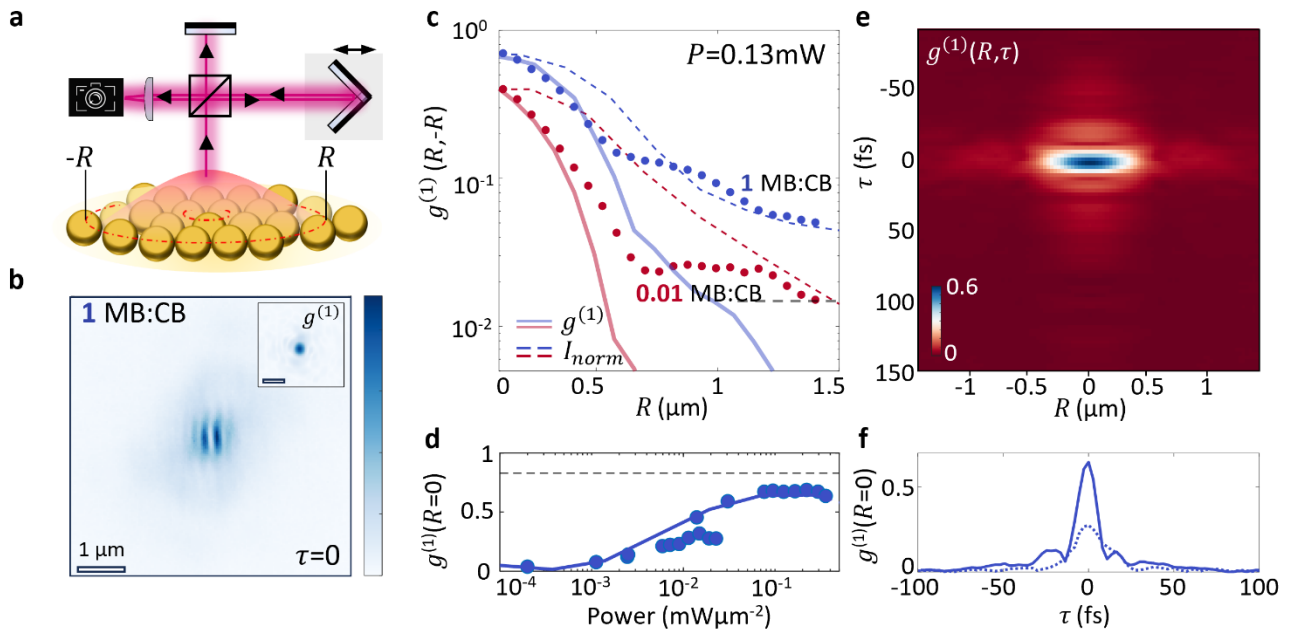 a
-R
R
b
1 MB:CB
g(1)
1 μm
τ=0
c
P=0.13mW
g(1)(R,-R)
10^0
10^-1
10^-2
1 MB:CB
0.01 MB:CB
g(1)
I_norm
0
0.5
1
1.5
R (μm)
d
g(1)(R=0)
1
0.5
0
10^-4
10^-3
10^-2
10^-1
Power (mWμm-2)
e
g(1)(R,τ)
τ (fs)
-50
0
50
100
150
0.6
0
-1
-0.5
0
0.5
1
R (μm)
f
g(1)(R=0)
0.5
0
-100
-50
0
50
100
τ (fs)